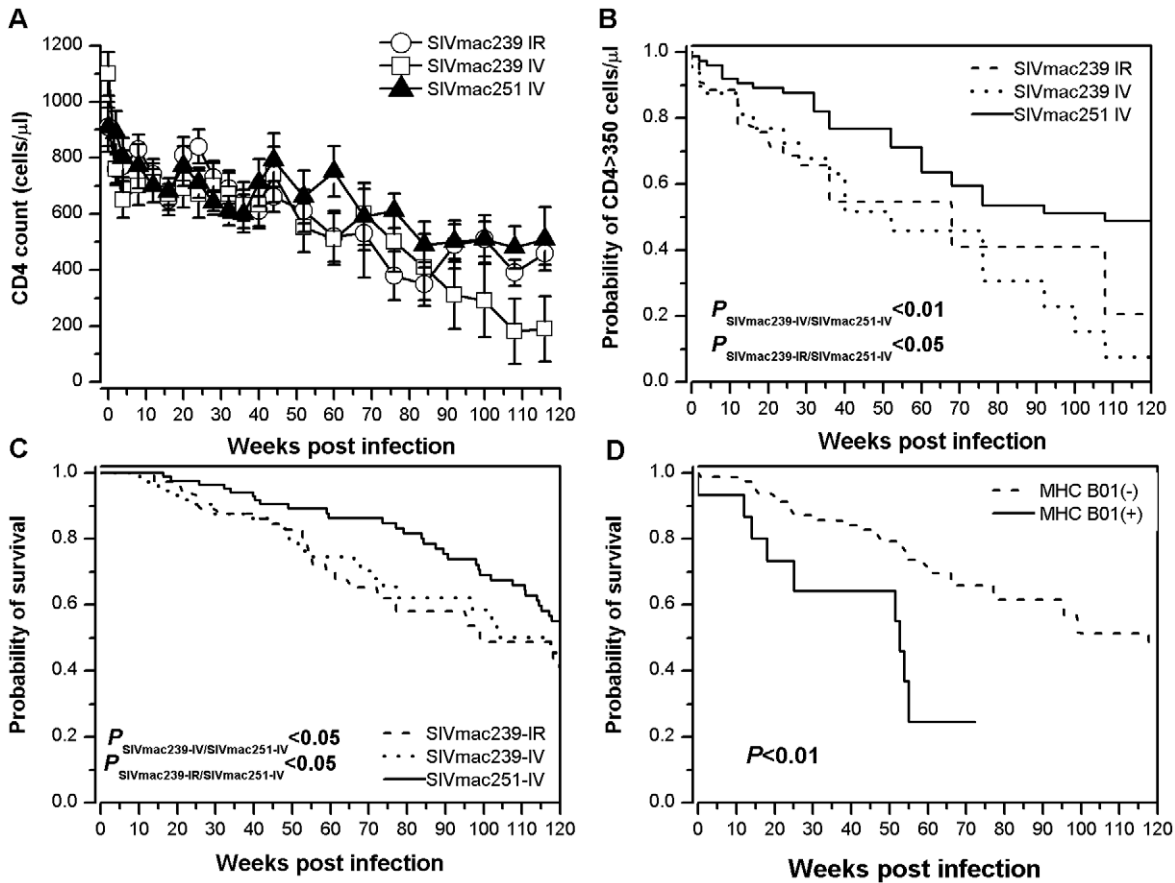 A
1200
1000
800
600
400
200
0
CD4 count (cells/µl)
SIVmac239 IR
SIVmac239 IV
SIVmac251 IV
0 10 20 30 40 50 60 70 80 90 100 110 120
Weeks post infection
B
1.0
0.8
0.6
0.4
0.2
0.0
Probability of CD4>350 cells/µl
SIVmac239 IR
SIVmac239 IV
SIVmac251 IV
P SIVmac239-IV/SIVmac251-IV <0.01
P SIVmac239-IR/SIVmac251-IV <0.05
0 10 20 30 40 50 60 70 80 90 100 110 120
Weeks post infection
C
1.0
0.8
0.6
0.4
0.2
0.0
Probability of survival
P SIVmac239-IV/SIVmac251-IV <0.05
P SIVmac239-IR/SIVmac251-IV <0.05
SIVmac239-IR
SIVmac239-IV
SIVmac251-IV
0 10 20 30 40 50 60 70 80 90 100 110 120
Weeks post infection
D
1.0
0.8
0.6
0.4
0.2
0.0
Probability of survival
MHC B01(-)
MHC B01(+)
P<0.01
0 10 20 30 40 50 60 70 80 90 100 110 120
Weeks post infection